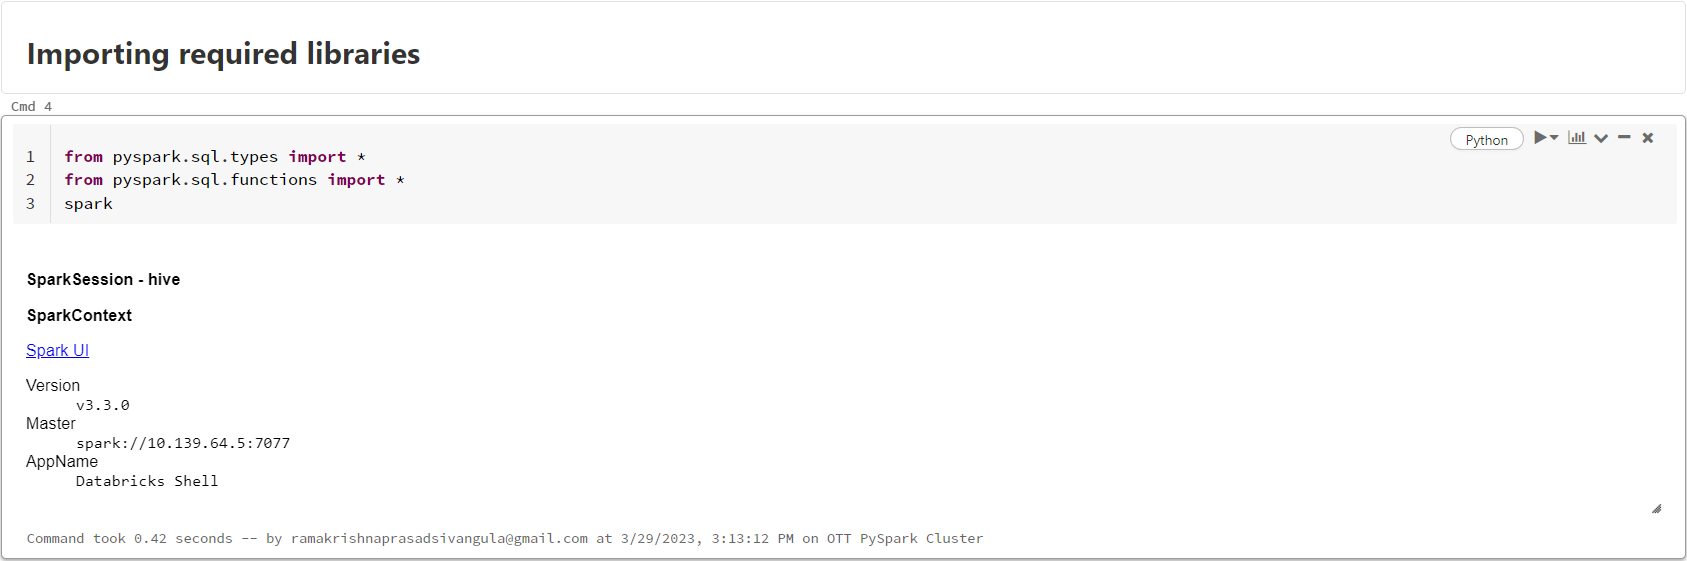 Importing required libraries
Cmd 4
Python
1 from pyspark.sql.types import *
2 from pyspark.sql.functions import *
3 spark
SparkSession - hive
SparkContext
Spark UI
Version
v3.3.0
Master
spark://10.139.64.5:7077
AppName
Databricks Shell
Command took 0.42 seconds -- by ramakrishnaprasadsivangula@gmail.com at 3/29/2023, 3:13:12 PM on OTT PySpark Cluster